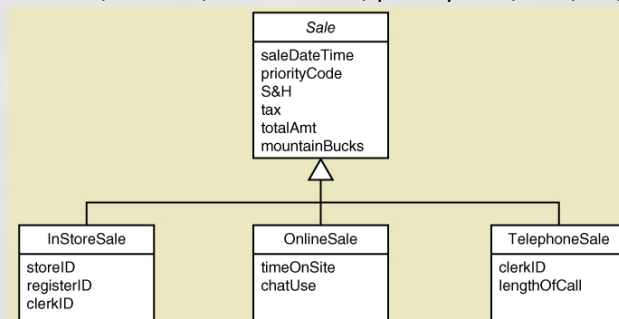 Sale
saleDateTime
priorityCode
S&H
tax
totalAmt
mountainBucks
InStoreSale
storeID
registerID
clerkID
OnlineSale
timeOnSite
chatUse
TelephoneSale
clerkID
lengthOfCall